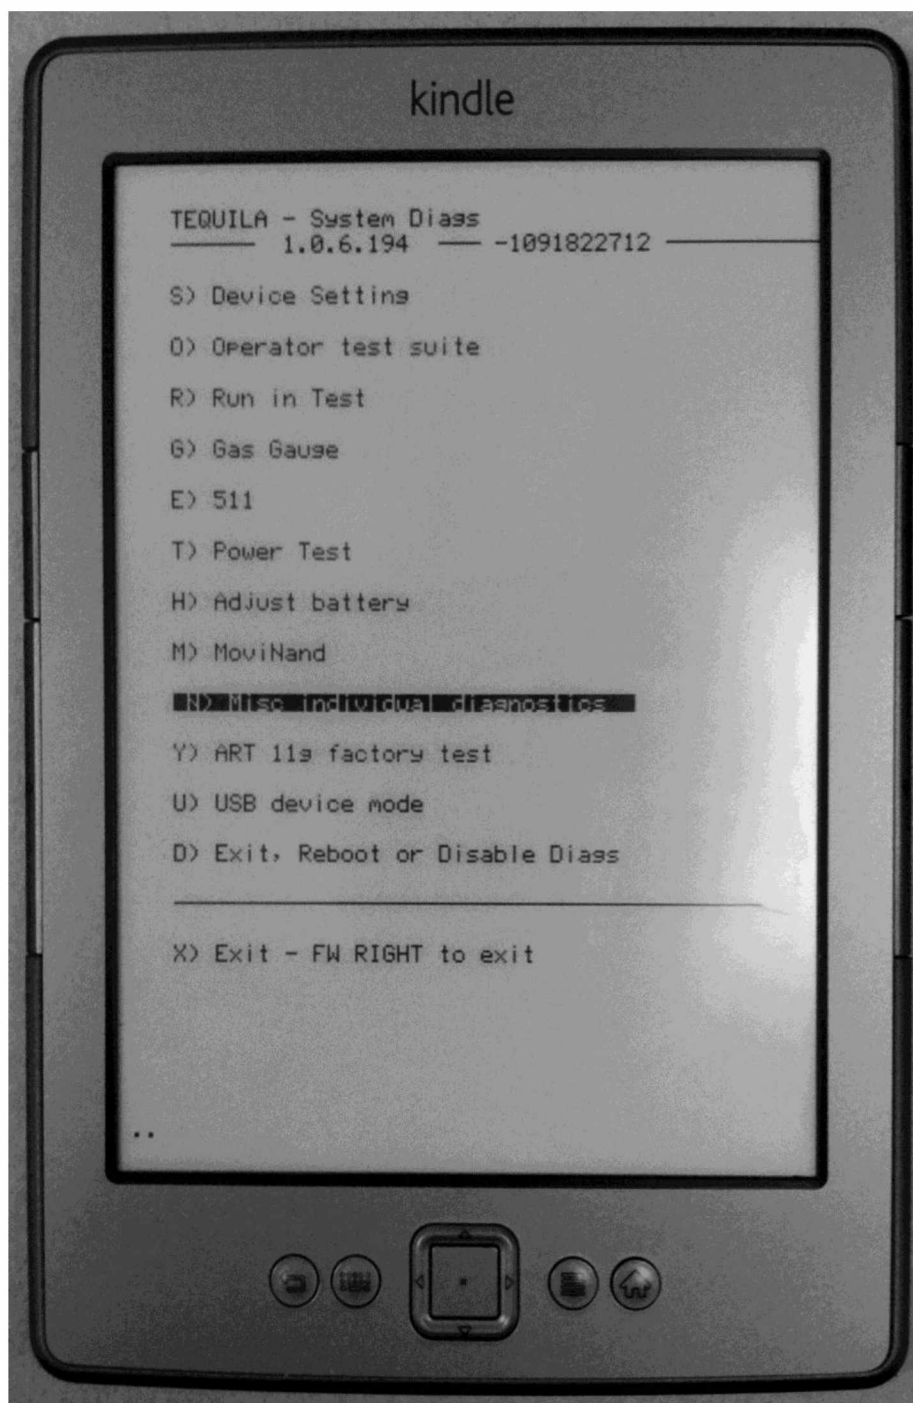 kindle
TEQUILA - System Diags
1.0.6.194 -1091822712
S) Device Setting
O) Operator test suite
R) Run in Test
G) Gas Gauge
E) 511
T) Power Test
H) Adjust battery
M) MoviNand
N) Misc individual diagnostics
Y) ART 11g factory test
U) USB device mode
D) Exit, Reboot or Disable Diags
X) Exit - FW RIGHT to exit
..